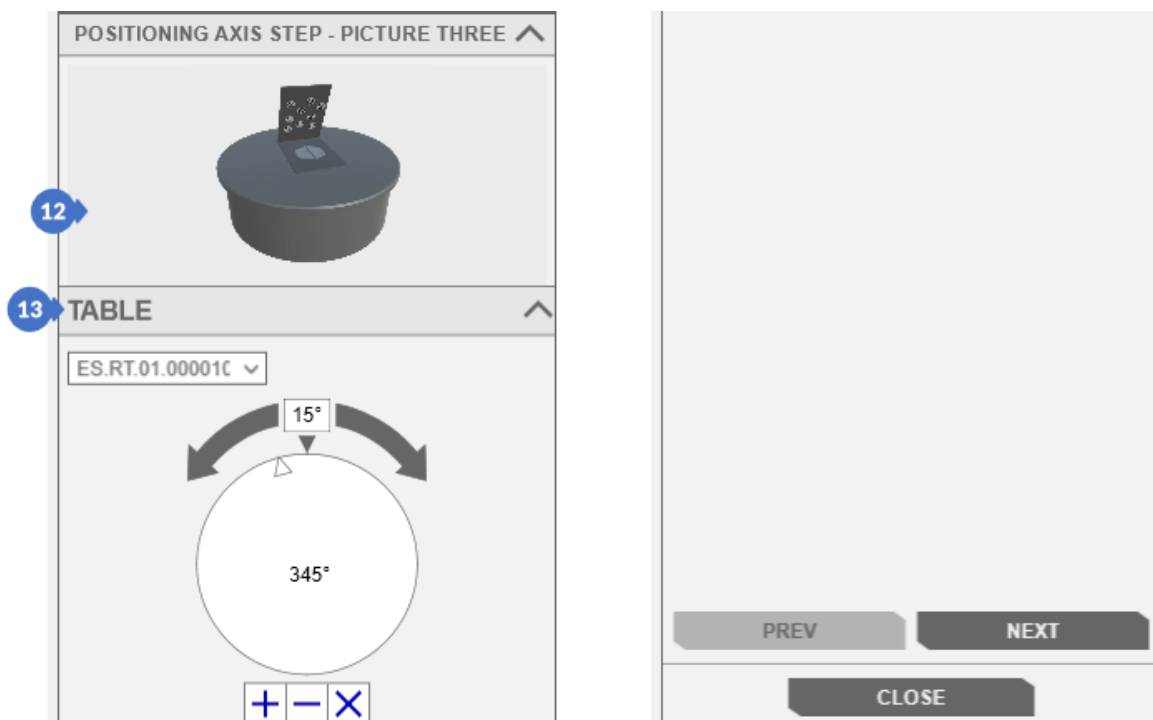 POSITIONING AXIS STEP - PICTURE THREE
12
13
TABLE
ES.RT.01.00001C
15°
345°
PREV
NEXT
CLOSE